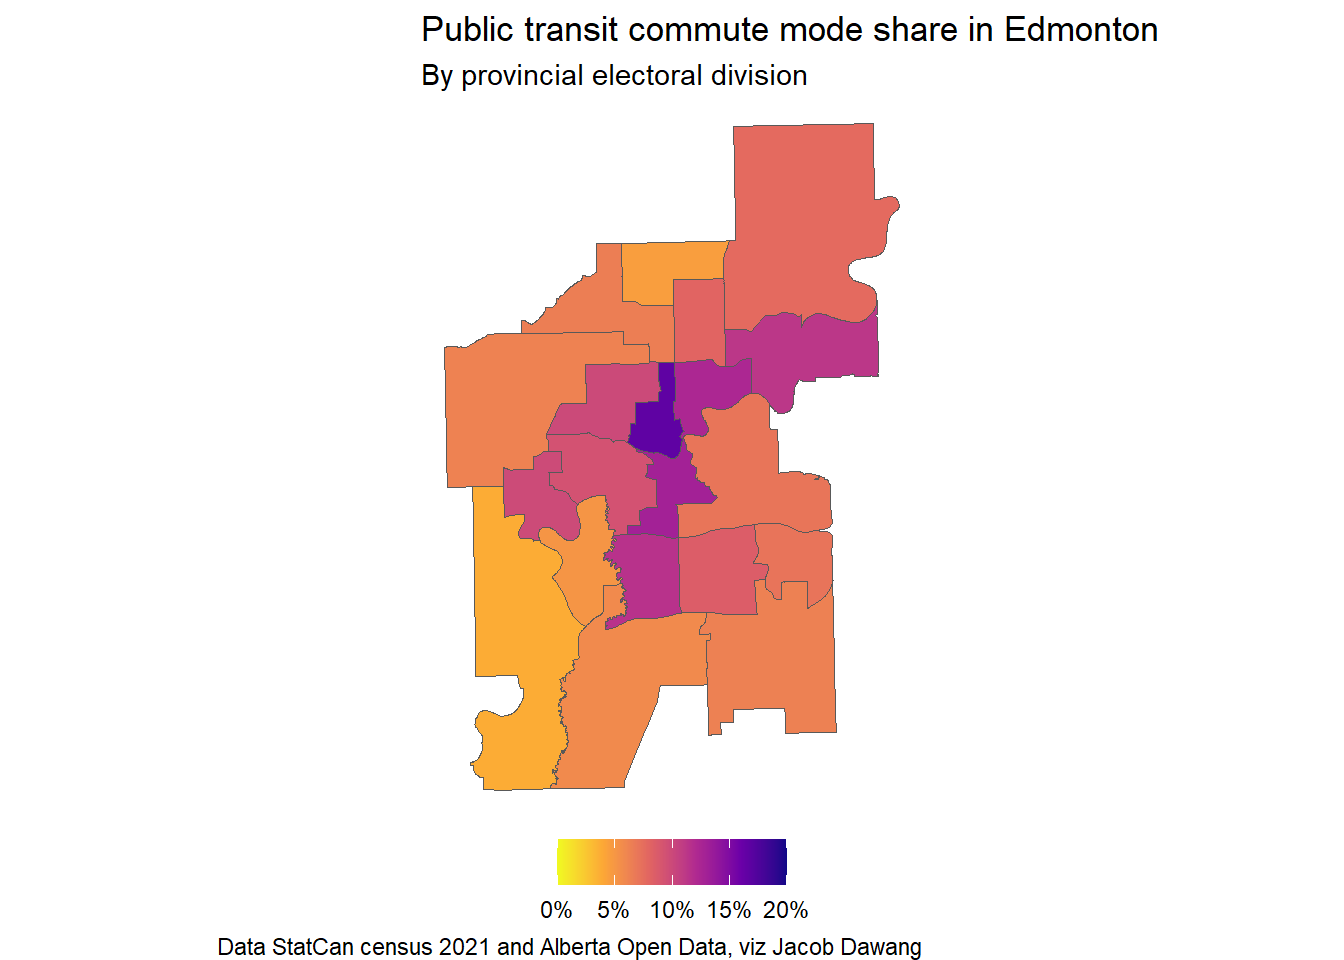 Public transit commute mode share in Edmonton
By provincial electoral division
0% 5% 10% 15% 20%
Data StatCan census 2021 and Alberta Open Data, viz Jacob Dawang